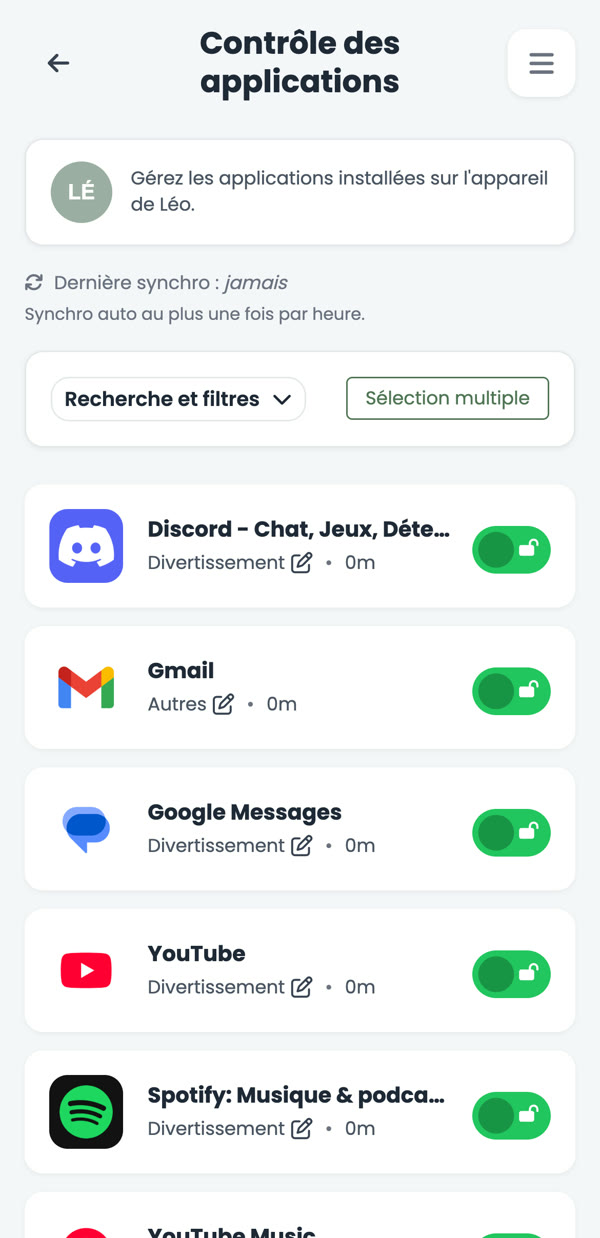 Contrôle des
applications
LÉ
Gérez les applications installées sur l'appareil
de Léo.
Dernière synchro : jamais
Synchro auto au plus une fois par heure.
Recherche et filtres
Sélection multiple
Discord - Chat, Jeux, Déte...
Divertissement • 0m
Gmail
Autres • 0m
Google Messages
Divertissement • 0m
YouTube
Divertissement • 0m
Spotify: Musique & podca...
Divertissement • 0m
YouTube Music